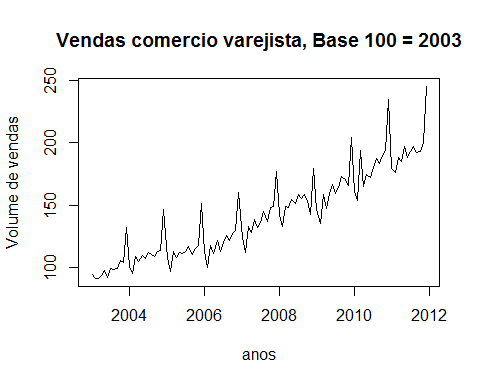 Vendas comercio varejista, Base 100 = 2003
Volume de vendas
250
200
150
100
2004 2006 2008 2010 2012
anos